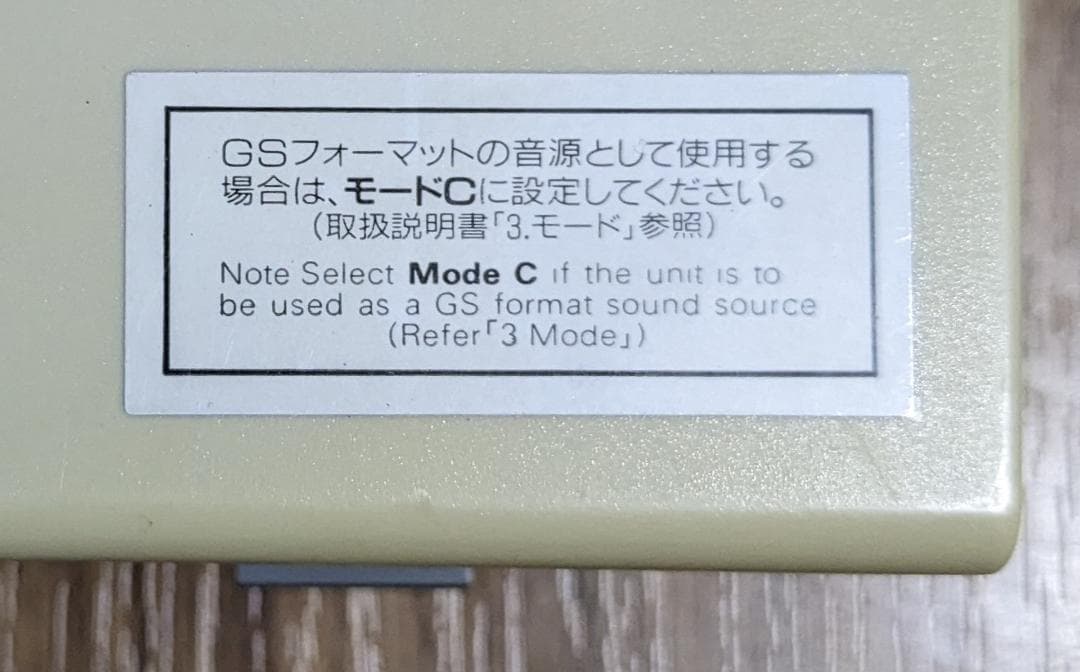 GSフォーマットの音源として使用する
場合は、モードCに設定してください。
(取扱説明書「3.モード」参照)
Note Select Mode C if the unit is to
be used as a GS format sound source
(Refer「3 Mode」)